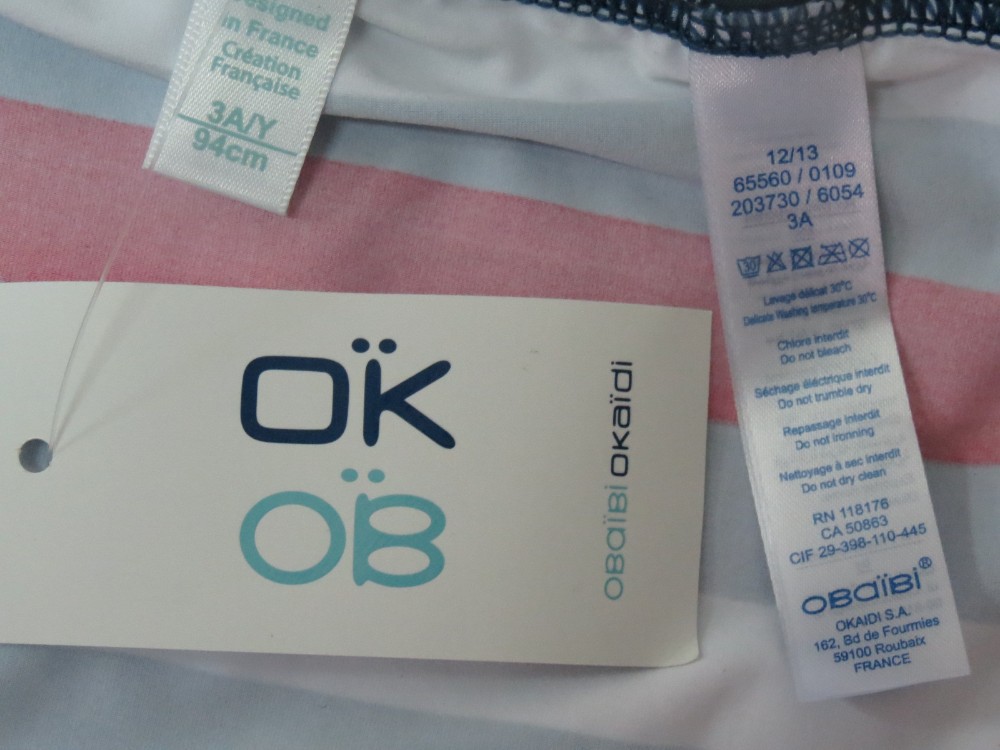 Designed
in France
Création
Française
3A/Y
94cm
12/13
65560 / 0109
203730 / 6054
3A
30
Lavage délicat 30°C
Delicate Washing temperature 30°C
Chlore interdit
Do not bleach
Séchage éléctrique interdit
Do not trumble dry
Repassage interdit
Do not ironning
Nettoyage à sec interdit
Do not dry clean
RN 118176
CA 50863
CIF 29-398-110-445
OBaïBi®
OKAIDI S.A.
162, Bd de Fourmies
59100 Roubaix
FRANCE
ÖK
ÖB
OBaïBi Okaïdi